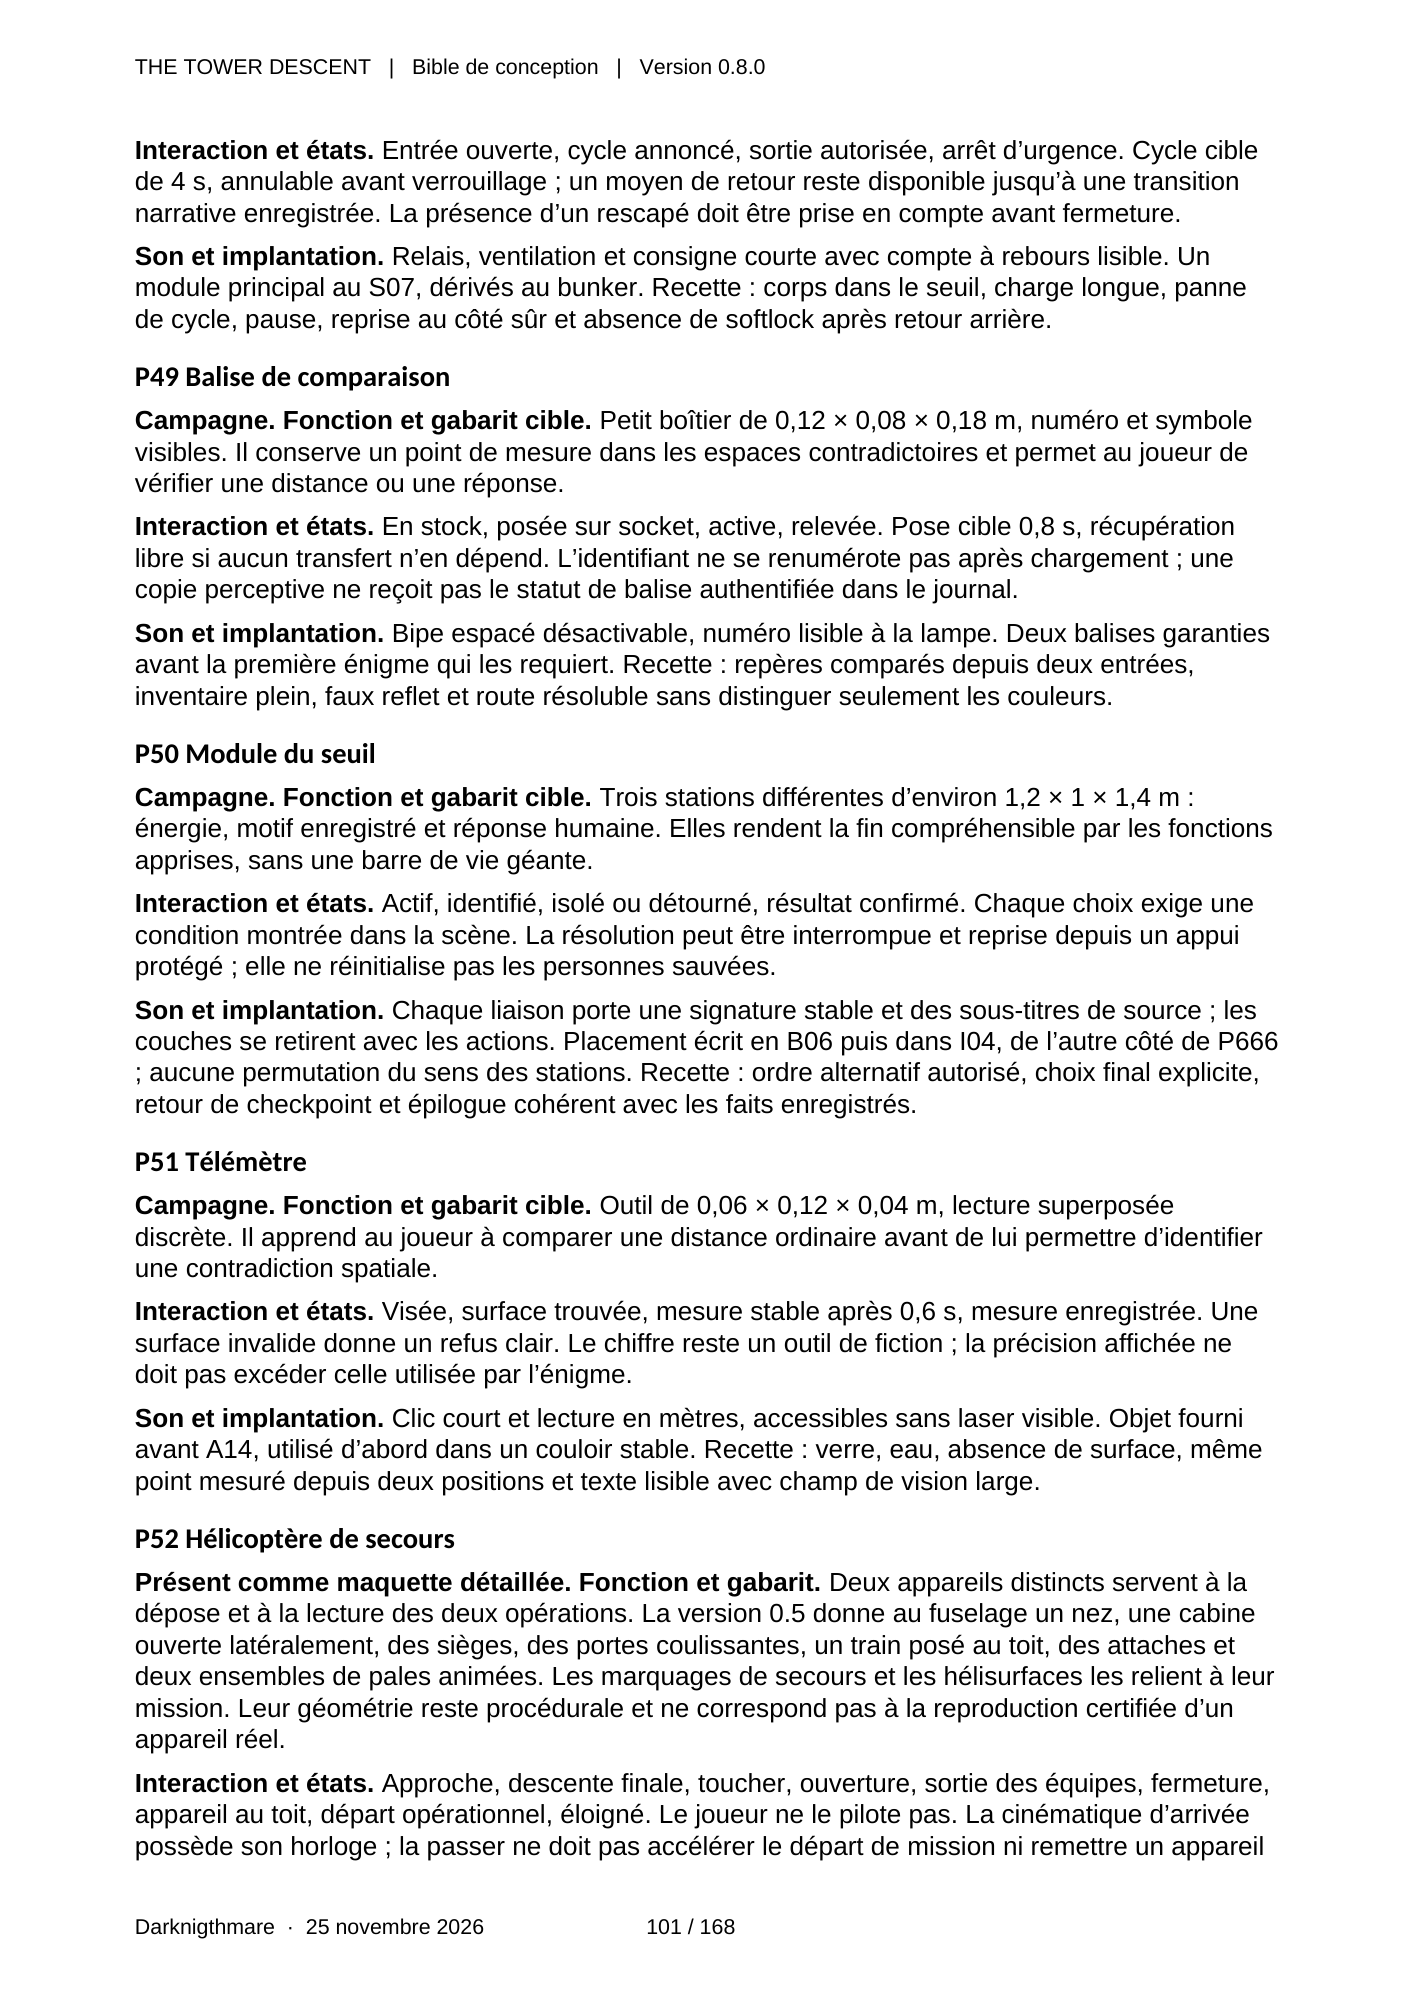 THE TOWER DESCENT | Bible de conception | Version 0.8.0
Interaction et états. Entrée ouverte, cycle annoncé, sortie autorisée, arrêt d’urgence. Cycle cible
de 4 s, annulable avant verrouillage ; un moyen de retour reste disponible jusqu’à une transition
narrative enregistrée. La présence d’un rescapé doit être prise en compte avant fermeture.
Son et implantation. Relais, ventilation et consigne courte avec compte à rebours lisible. Un
module principal au S07, dérivés au bunker. Recette : corps dans le seuil, charge longue, panne
de cycle, pause, reprise au côté sûr et absence de softlock après retour arrière.
P49 Balise de comparaison
Campagne. Fonction et gabarit cible. Petit boîtier de 0,12 × 0,08 × 0,18 m, numéro et symbole
visibles. Il conserve un point de mesure dans les espaces contradictoires et permet au joueur de
vérifier une distance ou une réponse.
Interaction et états. En stock, posée sur socket, active, relevée. Pose cible 0,8 s, récupération
libre si aucun transfert n’en dépend. L’identifiant ne se renumérote pas après chargement ; une
copie perceptive ne reçoit pas le statut de balise authentifiée dans le journal.
Son et implantation. Bipe espacé désactivable, numéro lisible à la lampe. Deux balises garanties
avant la première énigme qui les requiert. Recette : repères comparés depuis deux entrées,
inventaire plein, faux reflet et route résoluble sans distinguer seulement les couleurs.
P50 Module du seuil
Campagne. Fonction et gabarit cible. Trois stations différentes d’environ 1,2 × 1 × 1,4 m :
énergie, motif enregistré et réponse humaine. Elles rendent la fin compréhensible par les fonctions
apprises, sans une barre de vie géante.
Interaction et états. Actif, identifié, isolé ou détourné, résultat confirmé. Chaque choix exige une
condition montrée dans la scène. La résolution peut être interrompue et reprise depuis un appui
protégé ; elle ne réinitialise pas les personnes sauvées.
Son et implantation. Chaque liaison porte une signature stable et des sous-titres de source ; les
couches se retirent avec les actions. Placement écrit en B06 puis dans I04, de l’autre côté de P666
; aucune permutation du sens des stations. Recette : ordre alternatif autorisé, choix final explicite,
retour de checkpoint et épilogue cohérent avec les faits enregistrés.
P51 Télémètre
Campagne. Fonction et gabarit cible. Outil de 0,06 × 0,12 × 0,04 m, lecture superposée
discrète. Il apprend au joueur à comparer une distance ordinaire avant de lui permettre d’identifier
une contradiction spatiale.
Interaction et états. Visée, surface trouvée, mesure stable après 0,6 s, mesure enregistrée. Une
surface invalide donne un refus clair. Le chiffre reste un outil de fiction ; la précision affichée ne
doit pas excéder celle utilisée par l’énigme.
Son et implantation. Clic court et lecture en mètres, accessibles sans laser visible. Objet fourni
avant A14, utilisé d’abord dans un couloir stable. Recette : verre, eau, absence de surface, même
point mesuré depuis deux positions et texte lisible avec champ de vision large.
P52 Hélicoptère de secours
Présent comme maquette détaillée. Fonction et gabarit. Deux appareils distincts servent à la
dépose et à la lecture des deux opérations. La version 0.5 donne au fuselage un nez, une cabine
ouverte latéralement, des sièges, des portes coulissantes, un train posé au toit, des attaches et
deux ensembles de pales animées. Les marquages de secours et les hélisurfaces les relient à leur
mission. Leur géométrie reste procédurale et ne correspond pas à la reproduction certifiée d’un
appareil réel.
Interaction et états. Approche, descente finale, toucher, ouverture, sortie des équipes, fermeture,
appareil au toit, départ opérationnel, éloigné. Le joueur ne le pilote pas. La cinématique d’arrivée
possède son horloge ; la passer ne doit pas accélérer le départ de mission ni remettre un appareil
Darknigthmare · 25 novembre 2026 101 / 168